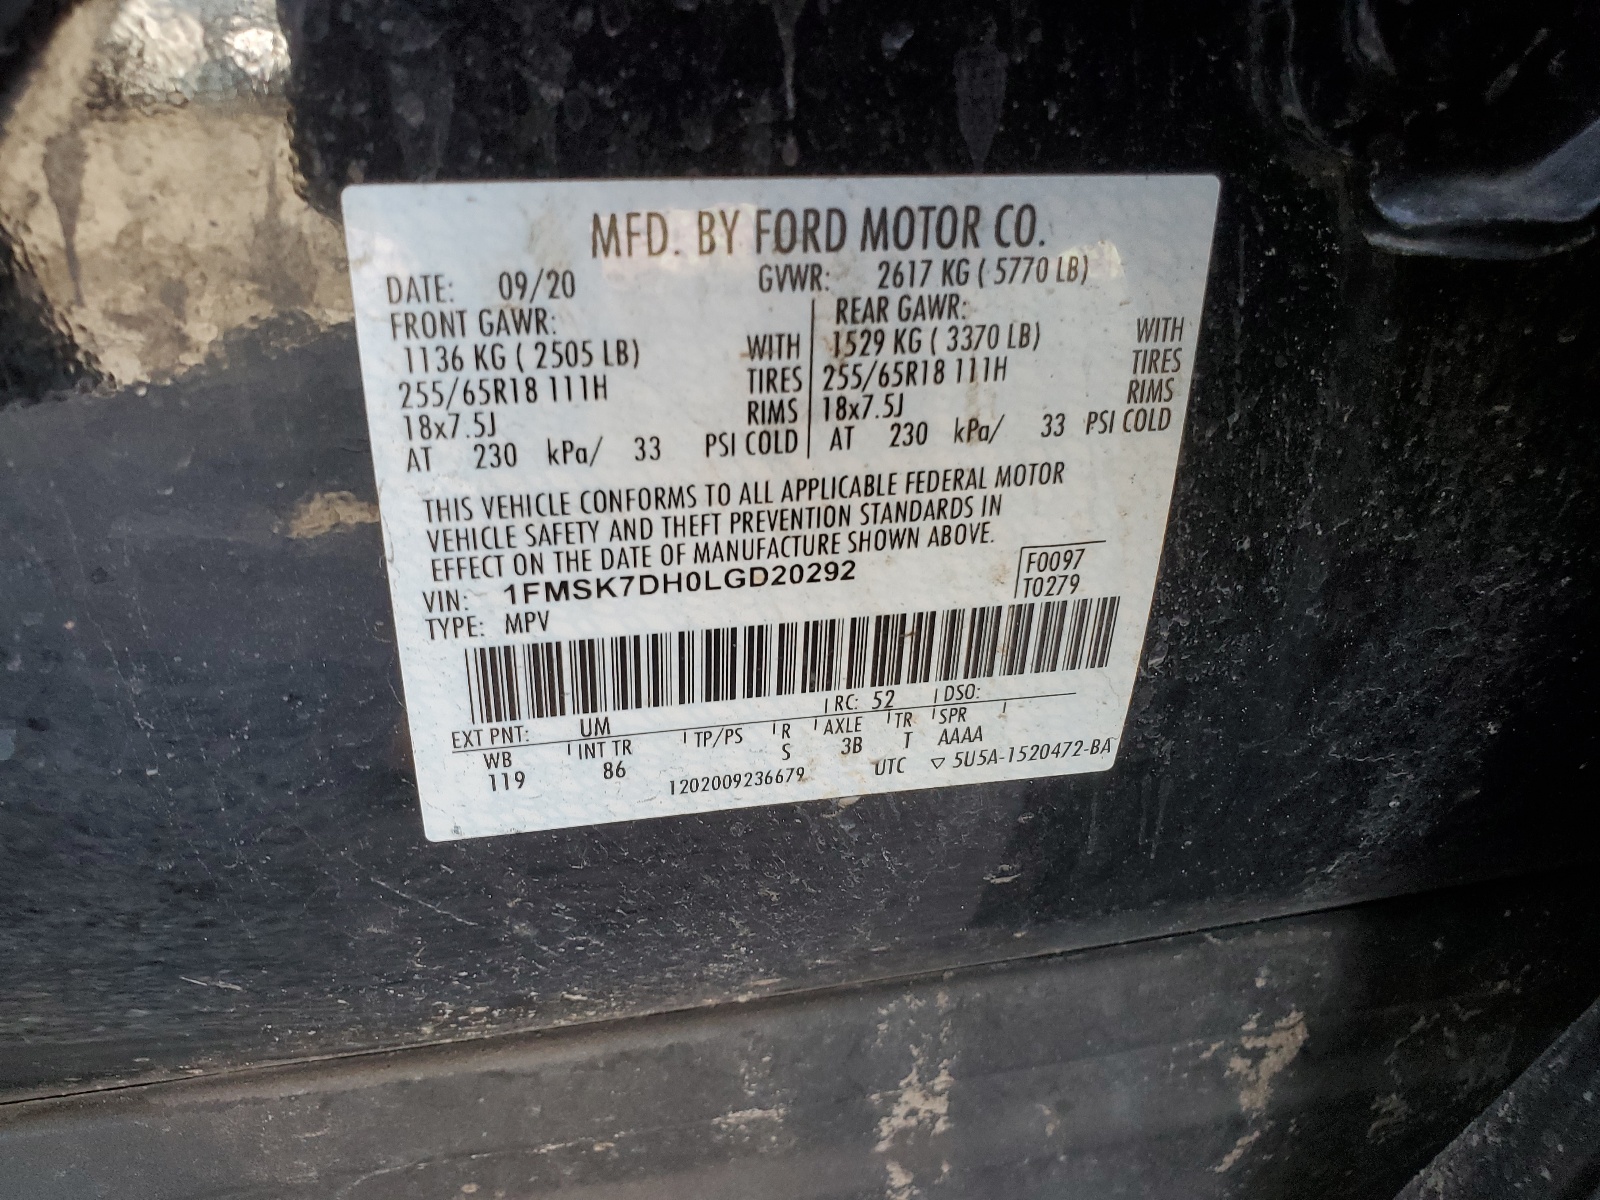 MFD. BY FORD MOTOR CO.
DATE: 09/20 GVWR: 2617 KG ( 5770 LB)
FRONT GAWR: REAR GAWR:
1136 KG ( 2505 LB) WITH 1529 KG ( 3370 LB) WITH
255/65R18 111H TIRES 255/65R18 111H TIRES
18x7.5J RIMS 18x7.5J RIMS
AT 230 kPa/ 33 PSI COLD AT 230 kPa/ 33 PSI COLD
THIS VEHICLE CONFORMS TO ALL APPLICABLE FEDERAL MOTOR
VEHICLE SAFETY AND THEFT PREVENTION STANDARDS IN
EFFECT ON THE DATE OF MANUFACTURE SHOWN ABOVE.
VIN: 1FMSK7DH0LGD20292 F0097
TYPE: MPV T0279
EXT PNT: UM RC: 52 DSO:
WB INT TR TP/PS R AXLE TR SPR
119 86 S 3B T AAAA
1202009236679 UTC ▽ 5U5A-1520472-BA